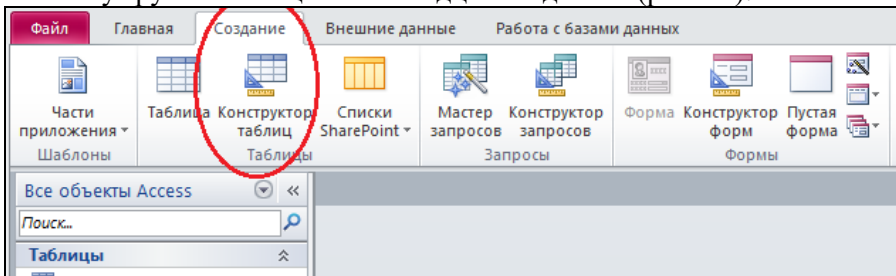 Файл Главная Создание Внешние данные Работа с базами данных
Части приложения Таблица Конструктор таблиц Списки SharePoint Мастер запросов Конструктор запросов Форма Конструктор форм Пустая форма
Шаблоны Таблицы Запросы Формы
Все объекты Access
Поиск...
Таблицы